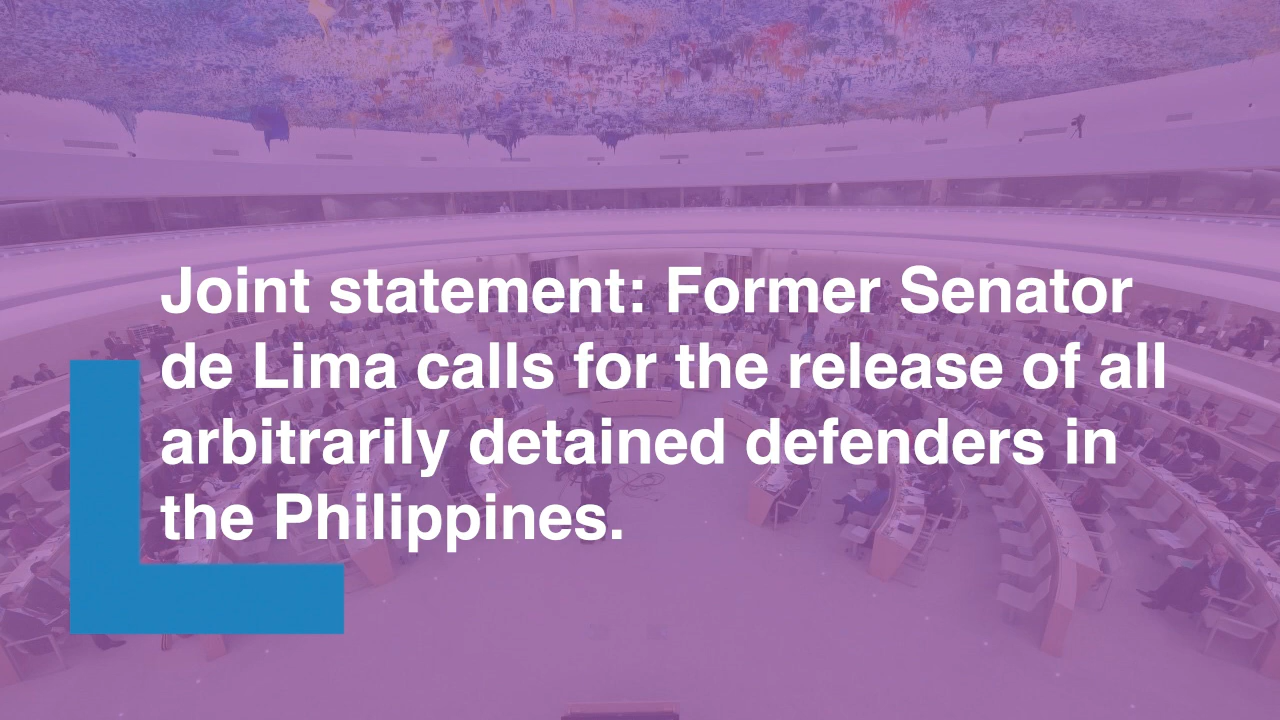 Joint statement: Former Senator
de Lima calls for the release of all
arbitrarily detained defenders in
the Philippines.